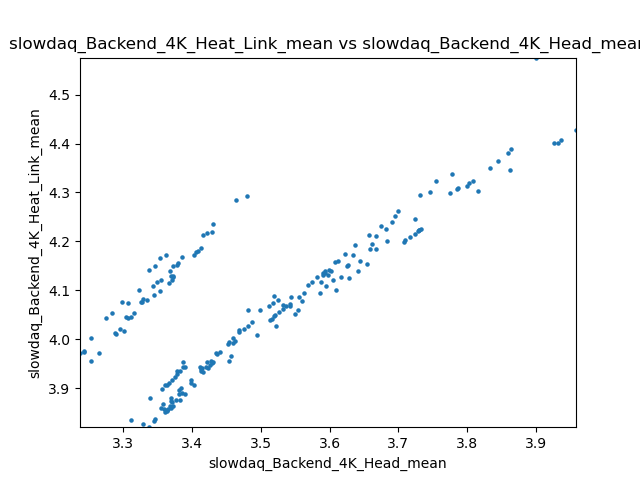 slowdaq_Backend_4K_Heat_Link_mean vs slowdaq_Backend_4K_Head_mean
4.5
4.4
4.3
4.2
4.1
4.0
3.9
slowdaq_Backend_4K_Heat_Link_mean
3.3 3.4 3.5 3.6 3.7 3.8 3.9
slowdaq_Backend_4K_Head_mean